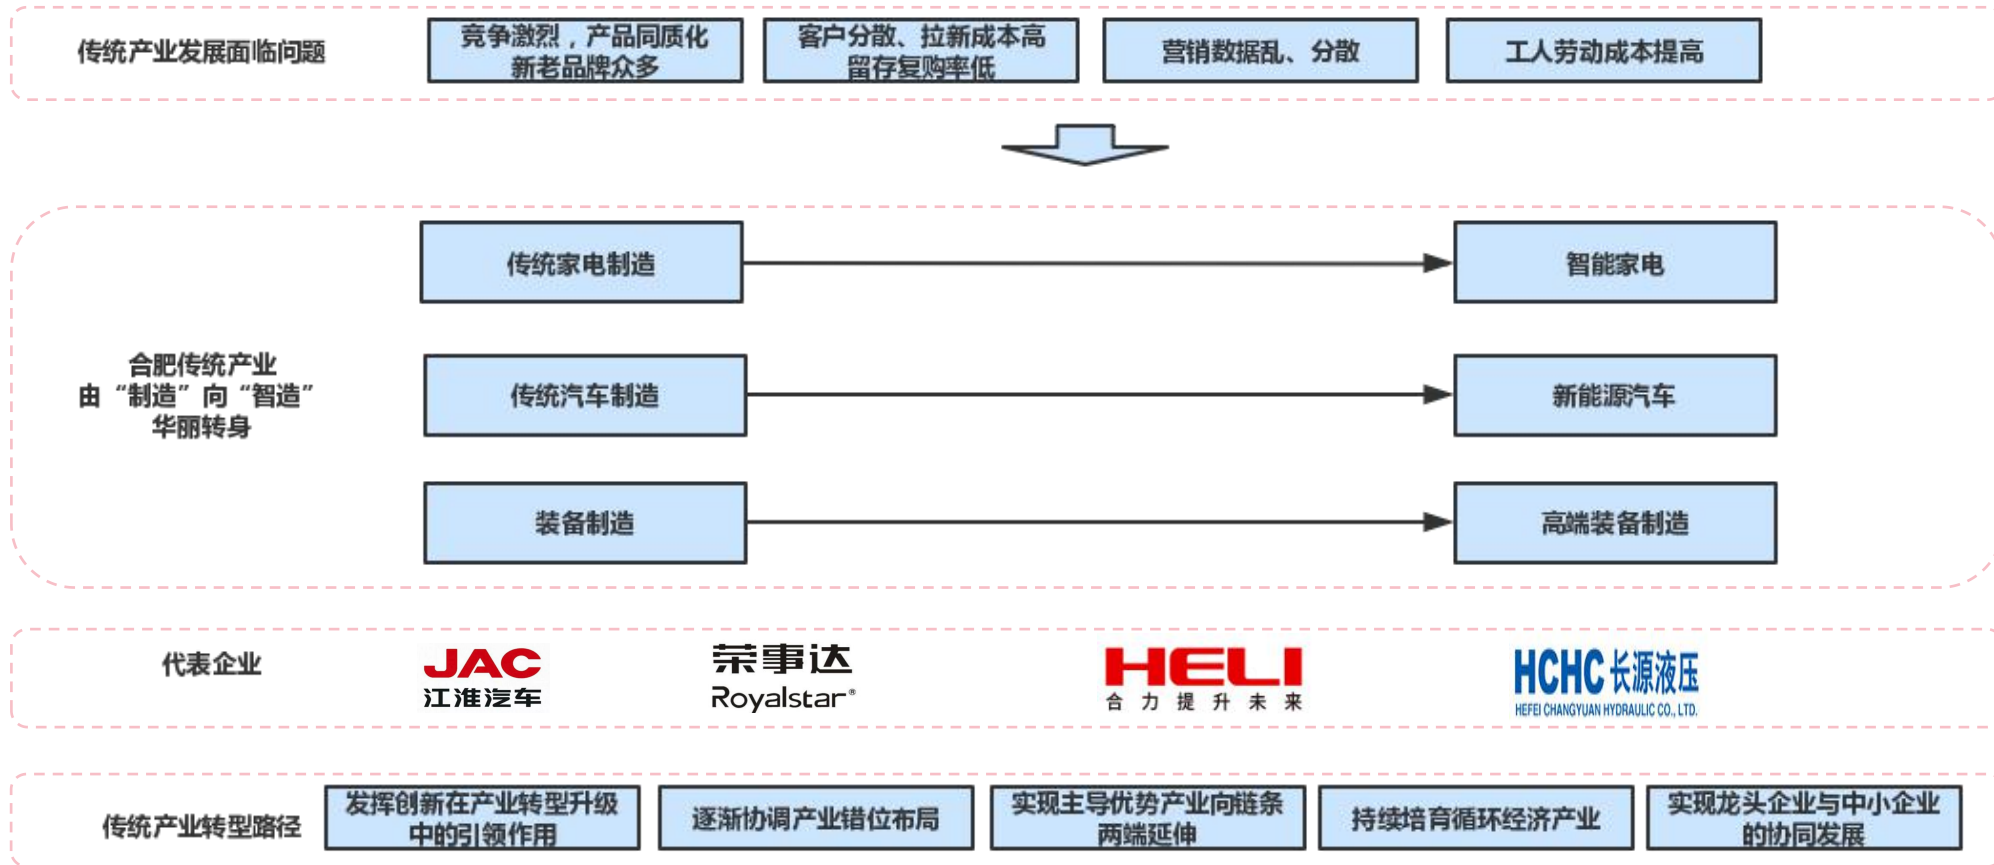 传统产业发展面临问题
竞争激烈，产品同质化
新老品牌众多
客户分散、拉新成本高
留存复购率低
营销数据乱、分散
工人劳动成本提高
合肥传统产业
由“制造”向“智造”
华丽转身
传统家电制造
智能家电
传统汽车制造
新能源汽车
装备制造
高端装备制造
代表企业
JAC
江淮汽车
荣事达
Royalstar®
HELI
合力提升未来
HCHC 长源液压
HEFEI CHANGYUAN HYDRAULIC CO., LTD.
传统产业转型路径
发挥创新在产业转型升级
中的引领作用
逐渐协调产业错位布局
实现主导优势产业向链条
两端延伸
持续培育循环经济产业
实现龙头企业与中小企业
的协同发展